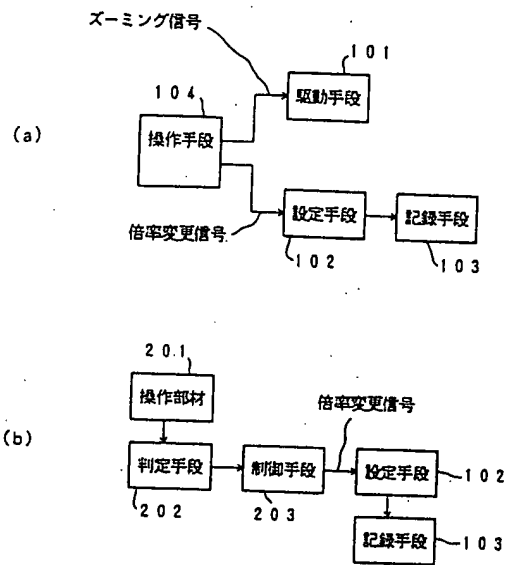 ズーミング信号
101
104
駆動手段
(a)
操作手段
設定手段
記録手段
倍率変更信号
102
103
201
操作部材
倍率変更信号
(b)
判定手段
制御手段
設定手段
102
202
203
記録手段
103